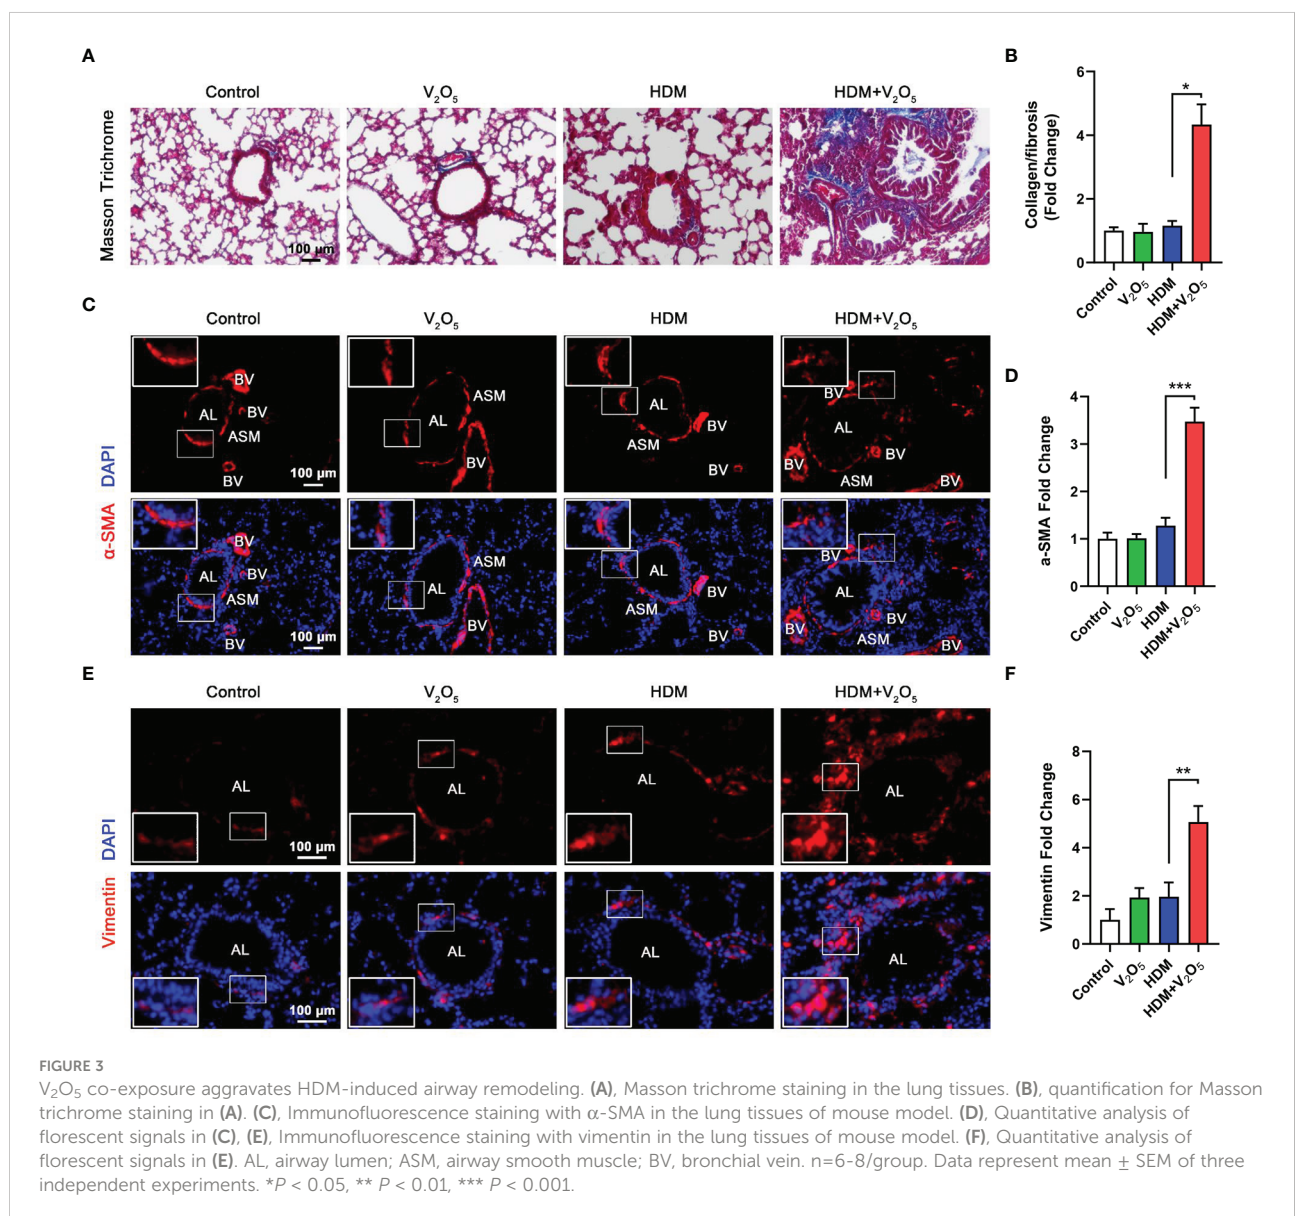 A
Control
V₂O₅
HDM
HDM+V₂O₅
Masson Trichrome
100 µm
B
Collagen/fibrosis
(Fold Change)
6
4
2
0
*
Control
V₂O₅
HDM
HDM+V₂O₅
C
Control
V₂O₅
HDM
HDM+V₂O₅
α-SMA DAPI
BV
AL
BV
ASM
BV
100 µm
ASM
AL
BV
AL
BV
ASM
BV
BV
AL
BV
BV
ASM
BV
BV
AL
BV
ASM
BV
100 µm
ASM
AL
BV
AL
BV
ASM
BV
BV
AL
BV
BV
ASM
BV
D
a-SMA Fold Change
4
3
2
1
0
***
Control
V₂O₅
HDM
HDM+V₂O₅
E
Control
V₂O₅
HDM
HDM+V₂O₅
Vimentin DAPI
AL
100 µm
AL
AL
AL
AL
100 µm
AL
AL
AL
F
Vimentin Fold Change
8
6
4
2
0
**
Control
V₂O₅
HDM
HDM+V₂O₅
FIGURE 3
V₂O₅ co-exposure aggravates HDM-induced airway remodeling. (A), Masson trichrome staining in the lung tissues. (B), quantification for Masson
trichrome staining in (A). (C), Immunofluorescence staining with α-SMA in the lung tissues of mouse model. (D), Quantitative analysis of
florescent signals in (C), (E), Immunofluorescence staining with vimentin in the lung tissues of mouse model. (F), Quantitative analysis of
florescent signals in (E). AL, airway lumen; ASM, airway smooth muscle; BV, bronchial vein. n=6-8/group. Data represent mean ± SEM of three
independent experiments. *P < 0.05, ** P < 0.01, *** P < 0.001.